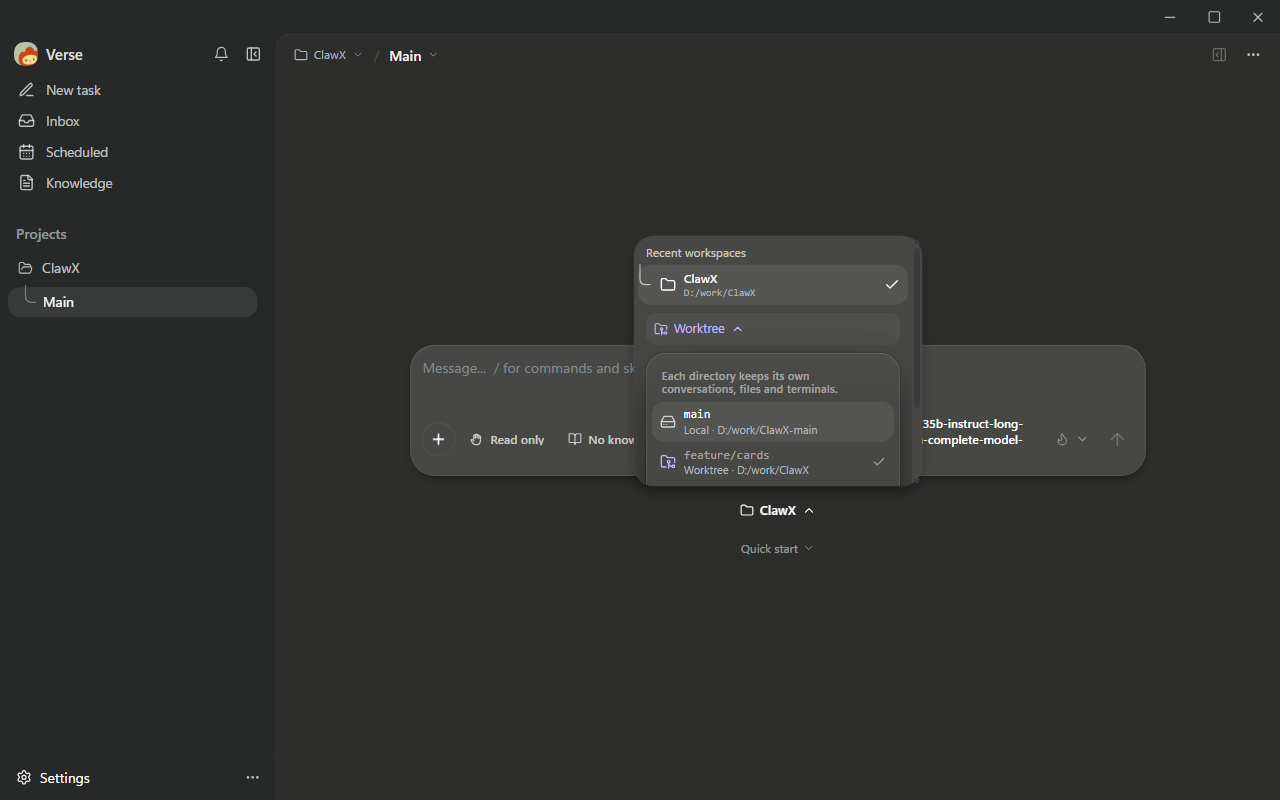 Verse
New task
Inbox
Scheduled
Knowledge
Projects
ClawX
Main
Settings
ClawX / Main
Recent workspaces
ClawX
D:/work/ClawX
Worktree
Each directory keeps its own
conversations, files and terminals.
main
Local · D:/work/ClawX-main
feature/cards
Worktree · D:/work/ClawX
Message... / for commands and sk
Read only
No know
35b-instruct-long-
-complete-model-
ClawX
Quick start